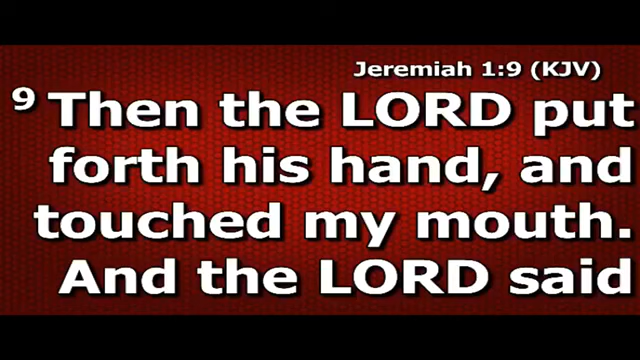 Jeremiah 1:9 (KJV)
9 Then the LORD put
forth his hand, and
touched my mouth.
And the LORD said